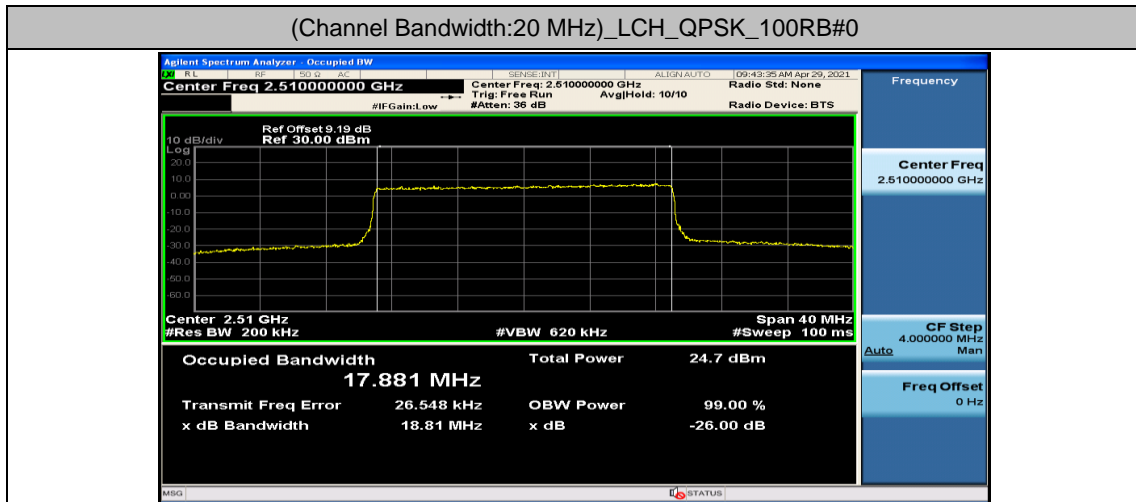 (Channel Bandwidth:20 MHz)_LCH_QPSK_100RB#0
Agilent Spectrum Analyzer - Occupied BW
LXI RL RF 50 Ω AC SENSE:INT ALIGN AUTO 09:43:35 AM Apr 29, 2021
Center Freq 2.510000000 GHz Center Freq: 2.510000000 GHz Radio Std: None
Trig: Free Run Avg|Hold: 10/10
#IFGain:Low #Atten: 36 dB Radio Device: BTS
Ref Offset 9.19 dB
10 dB/div Ref 30.00 dBm
Log
20.0
10.0
0.00
-10.0
-20.0
-30.0
-40.0
-50.0
-60.0
Center 2.51 GHz Span 40 MHz
#Res BW 200 kHz #VBW 620 kHz #Sweep 100 ms
Occupied Bandwidth Total Power 24.7 dBm
17.881 MHz
Transmit Freq Error 26.548 kHz OBW Power 99.00 %
x dB Bandwidth 18.81 MHz x dB -26.00 dB
MSG STATUS
Frequency
Center Freq
2.510000000 GHz
CF Step
4.000000 MHz
Auto Man
Freq Offset
0 Hz